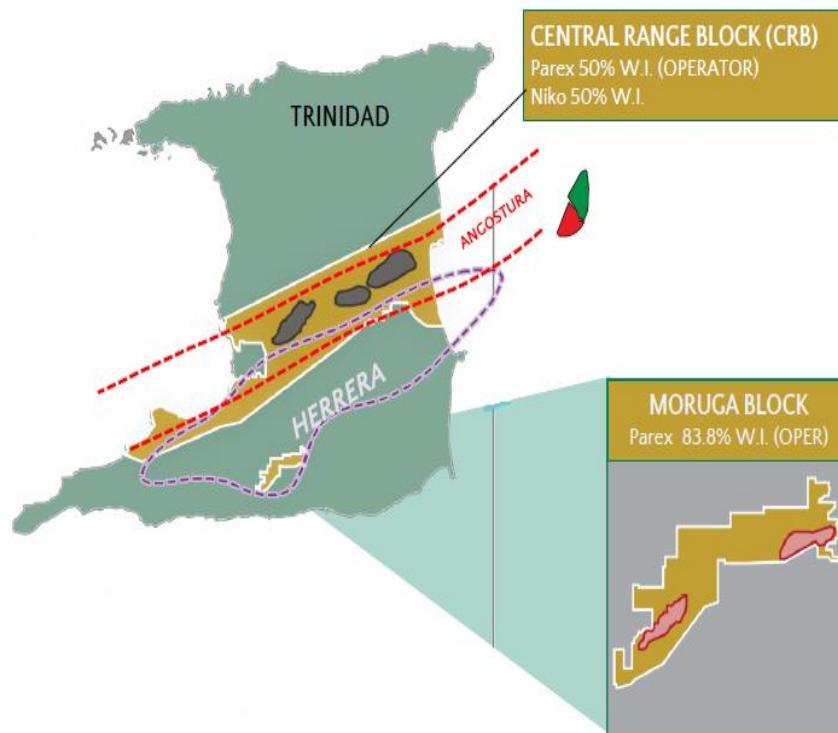 CENTRAL RANGE BLOCK (CRB)
Parex 50% W.I. (OPERATOR)
Niko 50% W.I.
TRINIDAD
ANGOSTURA
HERRERA
MORUGA BLOCK
Parex 83.8% W.I. (OPER)